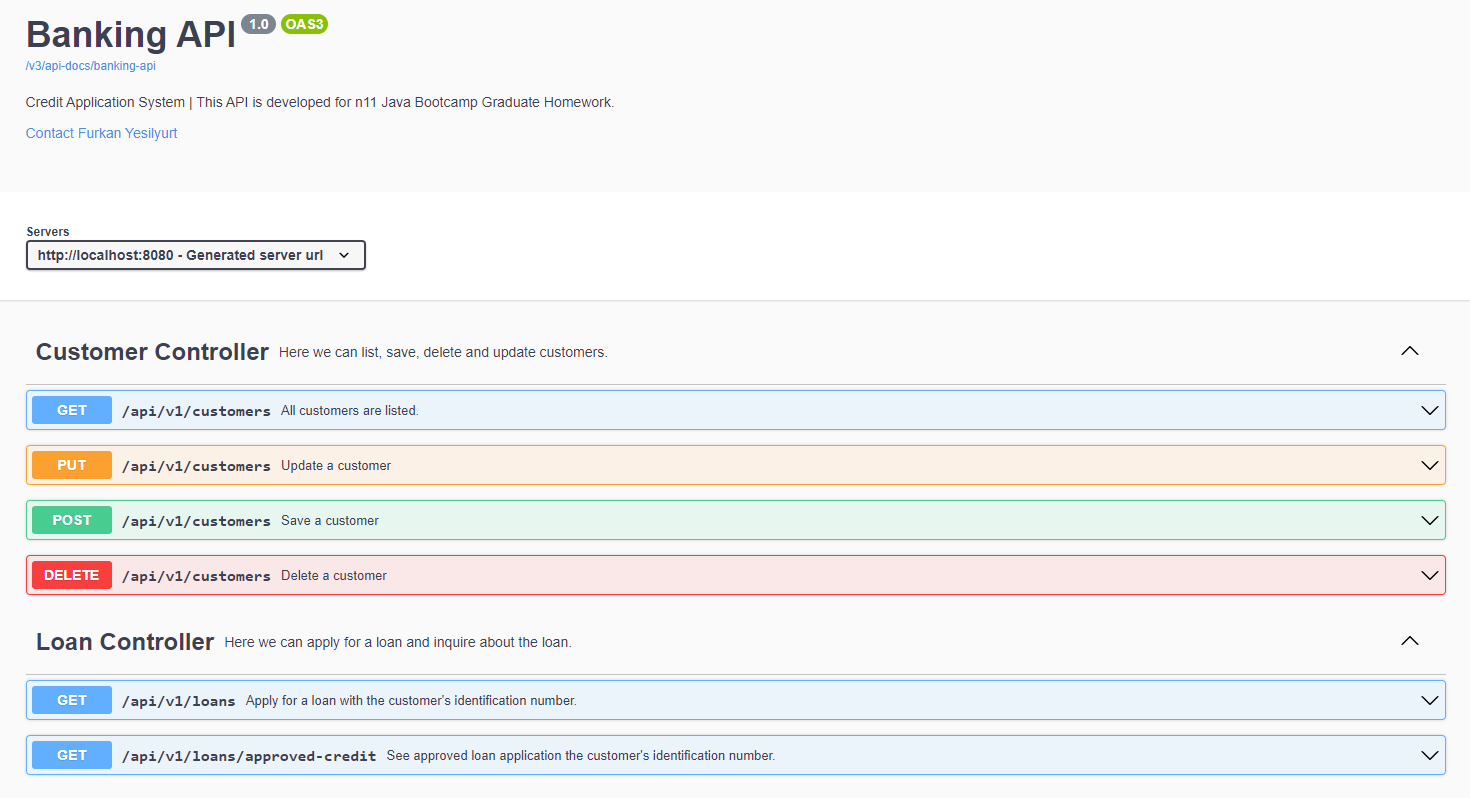 Banking API 1.0 OAS3
/v3/api-docs/banking-api
Credit Application System | This API is developed for n11 Java Bootcamp Graduate Homework.
Contact Furkan Yesilyurt
Servers
http://localhost:8080 - Generated server url
Customer Controller Here we can list, save, delete and update customers.
GET /api/v1/customers All customers are listed.
PUT /api/v1/customers Update a customer
POST /api/v1/customers Save a customer
DELETE /api/v1/customers Delete a customer
Loan Controller Here we can apply for a loan and inquire about the loan.
GET /api/v1/loans Apply for a loan with the customer's identification number.
GET /api/v1/loans/approved-credit See approved loan application the customer's identification number.